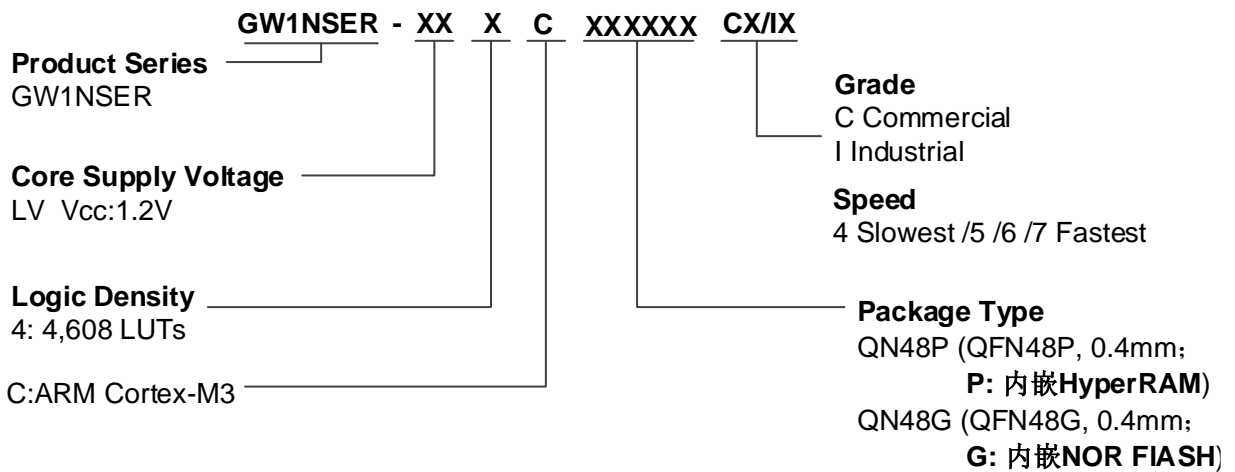 GW1NSER - XX X C XXXXXX CX/IX
Product Series
GW1NSER
Core Supply Voltage
LV Vcc:1.2V
Logic Density
4: 4,608 LUTs
C:ARM Cortex-M3
Grade
C Commercial
I Industrial
Speed
4 Slowest /5 /6 /7 Fastest
Package Type
QN48P (QFN48P, 0.4mm；
P: 内嵌HyperRAM)
QN48G (QFN48G, 0.4mm；
G: 内嵌NOR FIASH)